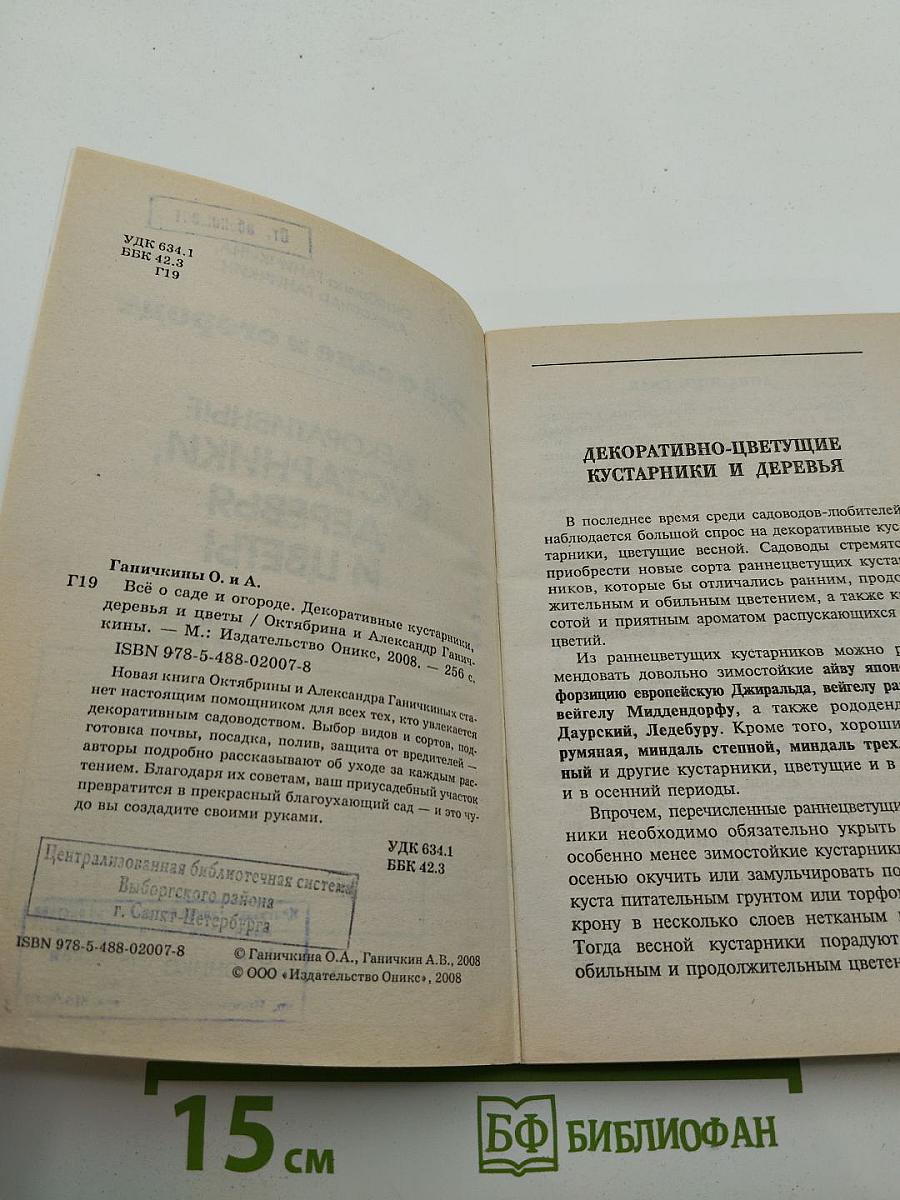 УДК 634.1
ББК 42.3
Г19
Ганичкины О. и А.
Г19 Всё о саде и огороде. Декоративные кустарники,
деревья и цветы / Октябрина и Александр Ганич-
кины. — М.: Издательство Оникс, 2008. — 256 с.
ISBN 978-5-488-02007-8
Новая книга Октябрины и Александра Ганичкиных ста-
нет настоящим помощником для всех тех, кто увлекается
декоративным садоводством. Выбор видов и сортов, под-
готовка почвы, посадка, полив, защита от вредителей —
авторы подробно рассказывают об уходе за каждым рас-
тением. Благодаря их советам, ваш приусадебный участок
превратится в прекрасный благоухающий сад — и это чу-
до вы создадите своими руками.
УДК 634.1
ББК 42.3
Централизованная библиотечная система
Выборгского района
г. Санкт-Петербурга
ISBN 978-5-488-02007-8
© Ганичкина О.А., Ганичкин А.В., 2008
© ООО «Издательство Оникс», 2008
ДЕКОРАТИВНО-ЦВЕТУЩИЕ
КУСТАРНИКИ И ДЕРЕВЬЯ
В последнее время среди садоводов-любителей
наблюдается большой спрос на декоративные кус-
тарники, цветущие весной. Садоводы стремятс
приобрести новые сорта раннецветущих куста
ников, которые бы отличались ранним, продо
жительным и обильным цветением, а также к
сотой и приятным ароматом распускающихся
цветий.
Из раннецветущих кустарников можно р
мендовать довольно зимостойкие айву япон
форзицию европейскую Джиральда, вейгелу ра
вейгелу Миддендорфу, а также рододенд
Даурский, Ледебуру. Кроме того, хорош
румяная, миндаль степной, миндаль трех
ный и другие кустарники, цветущие и в
и в осенний периоды.
Впрочем, перечисленные раннецветущи
ники необходимо обязательно укрыть
особенно менее зимостойкие кустарник
осенью окучить или замульчировать по
куста питательным грунтом или торфо
крону в несколько слоев нетканым
Тогда весной кустарники порадуют
обильным и продолжительным цветен
15 см
БФ БИБЛИОФАН